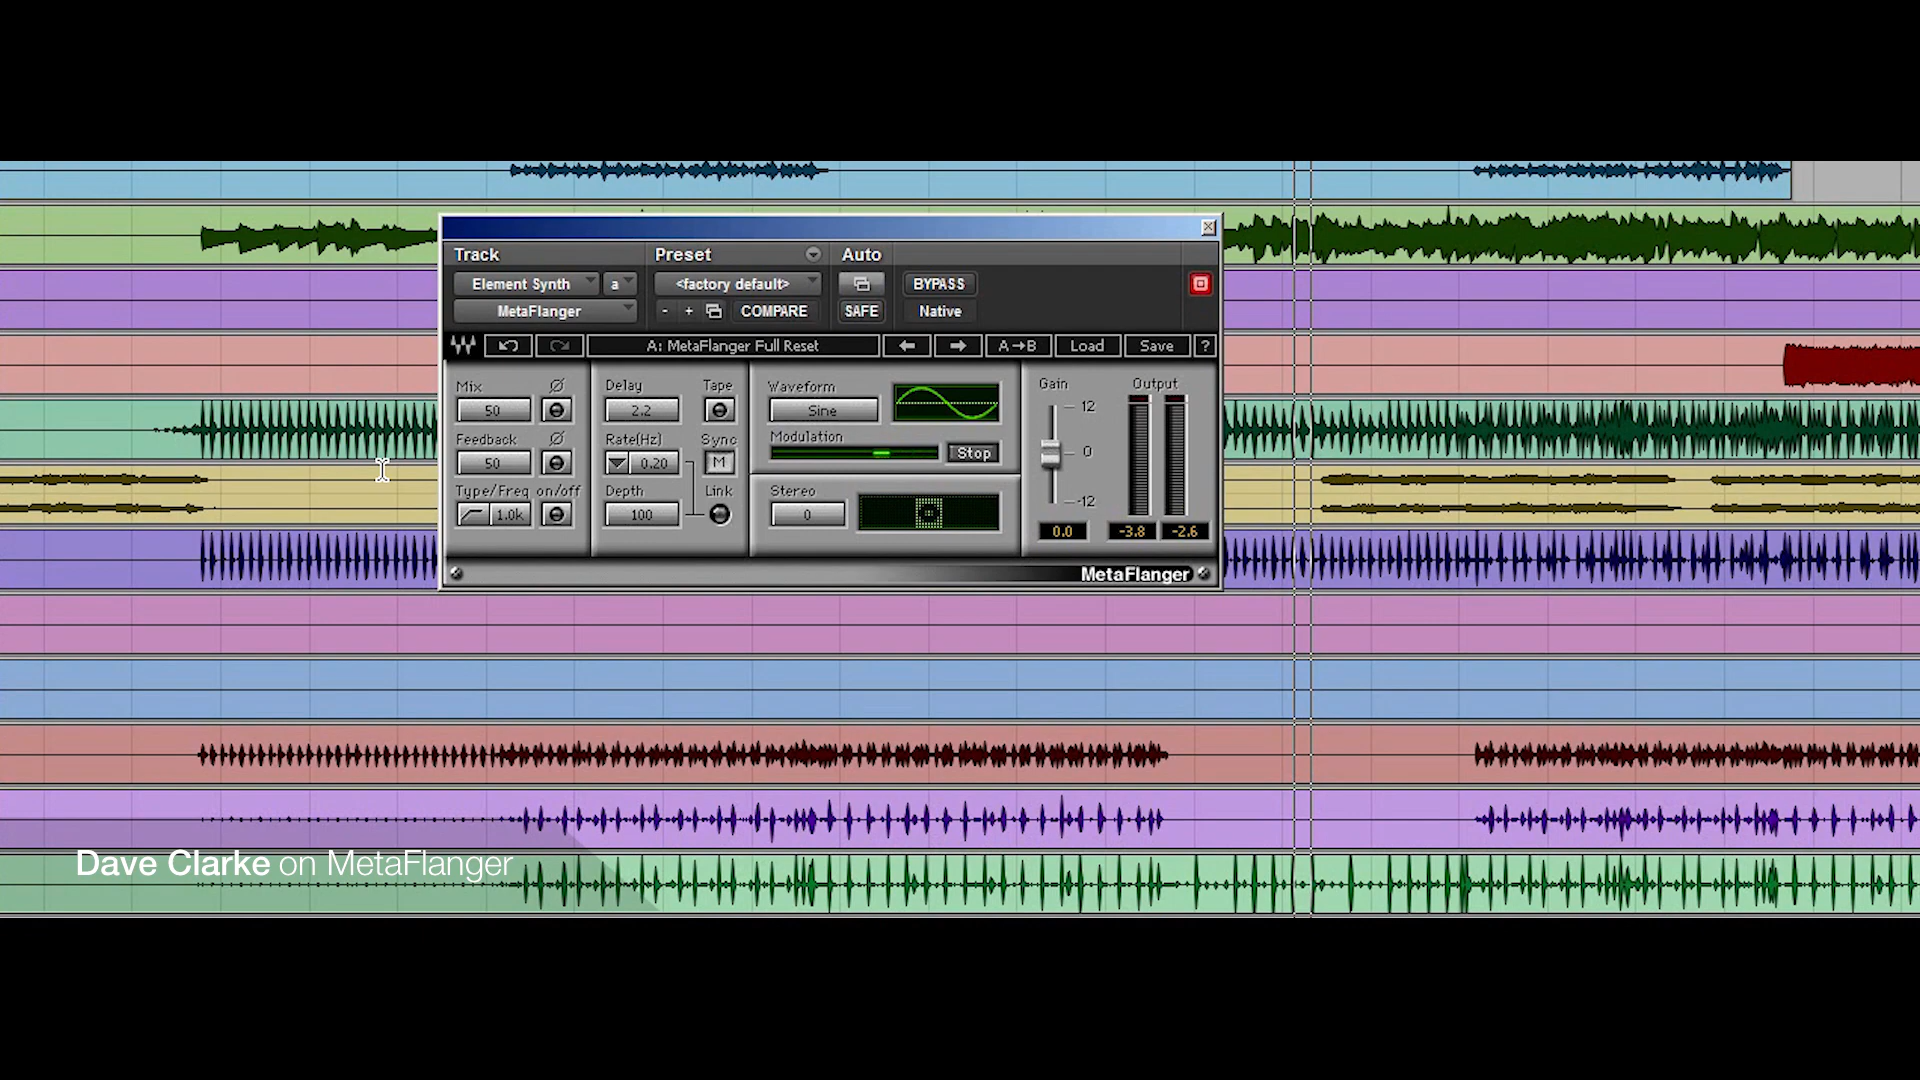 Track Preset Auto
Element Synth a <factory default> BYPASS
MetaFlanger - + COMPARE SAFE Native
A: MetaFlanger Full Reset A→B Load Save ?
Mix Ø Delay Tape Waveform Gain Output
50 2.2 Sine 12
Feedback Ø Rate(Hz) Sync Modulation
50 0.20 M Stop 0
Type/Freq on/off Depth Link Stereo
1.0k 100 0 -12
0.0 -3.8 -2.6
MetaFlanger
Dave Clarke on MetaFlanger